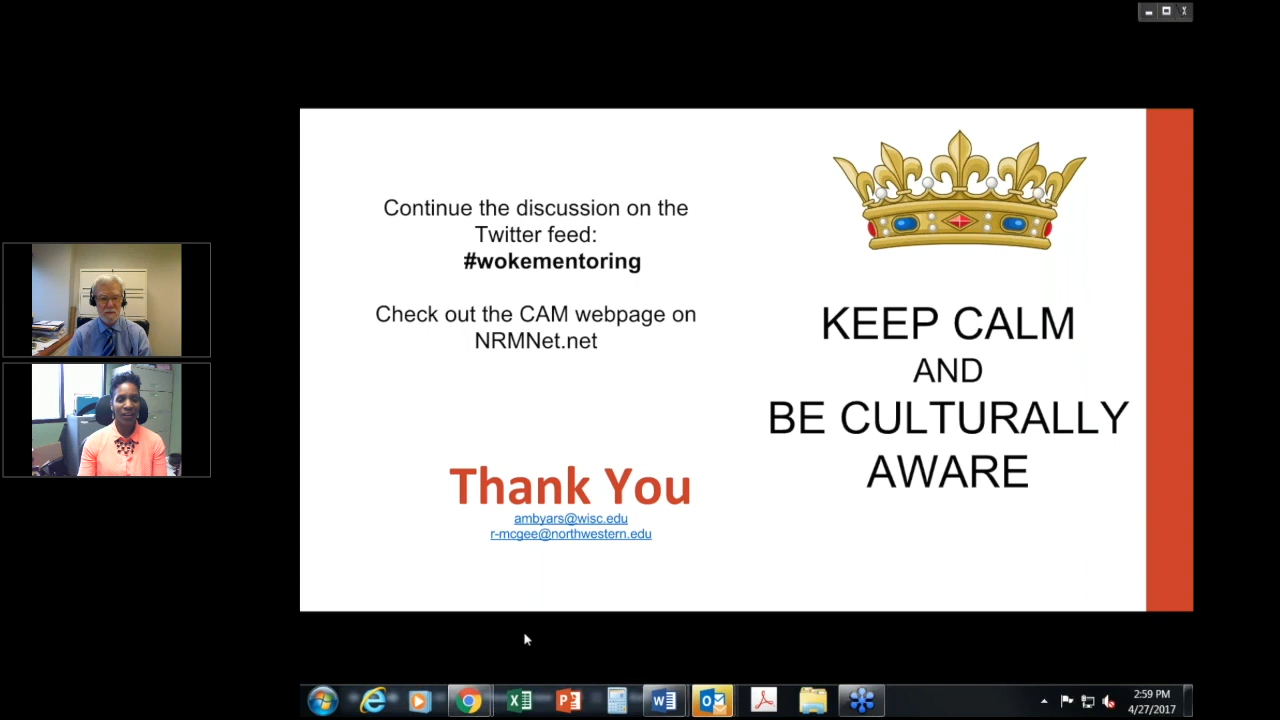 Continue the discussion on the
Twitter feed:
#wokementoring
Check out the CAM webpage on
NRMNet.net
Thank You
ambyars@wisc.edu
r-mcgee@northwestern.edu
KEEP CALM
AND
BE CULTURALLY
AWARE
2:59 PM
4/27/2017